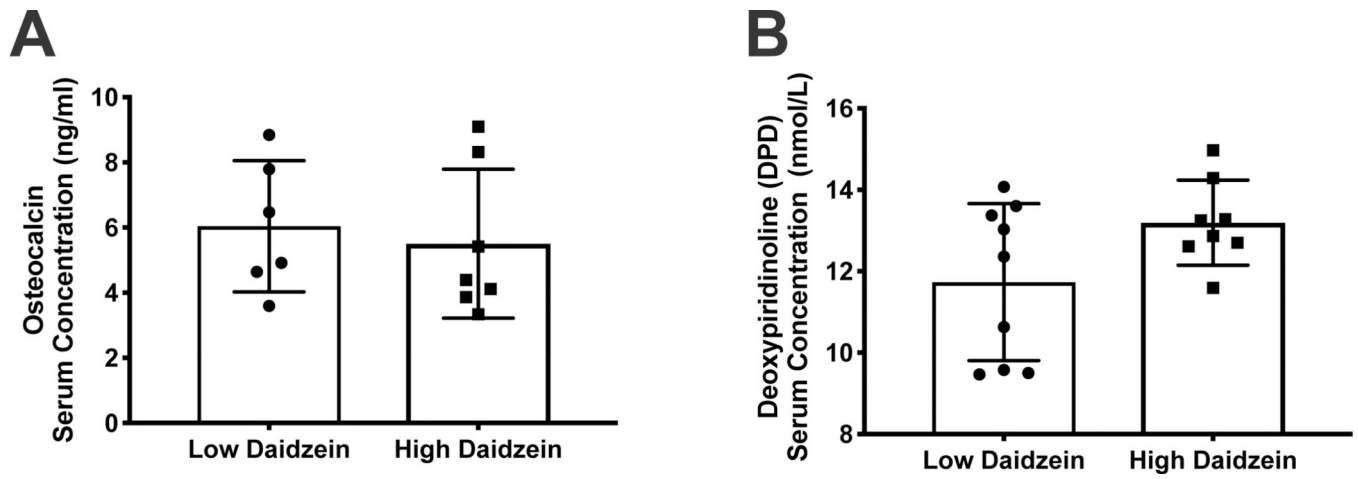 A
Osteocalcin
Serum Concentration (ng/ml)
10
8
6
4
2
0
Low Daidzein
High Daidzein
B
Deoxypiridinoline (DPD)
Serum Concentration (nmol/L)
16
14
12
10
8
Low Daidzein
High Daidzein